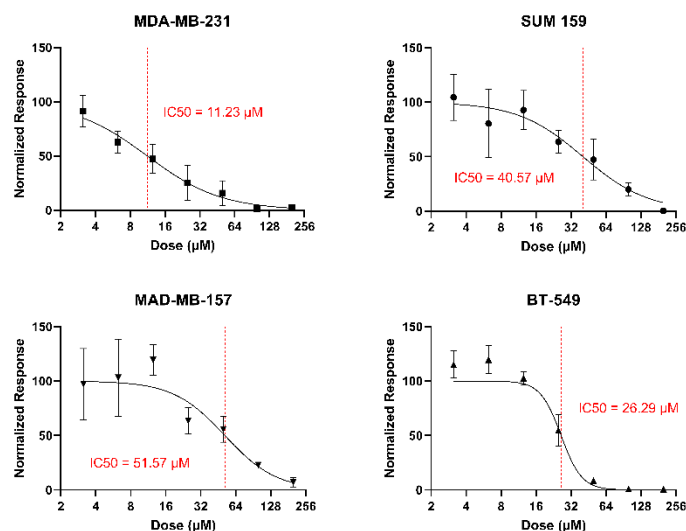 MDA-MB-231
150
100
50
0
Normalized Response
IC50 = 11.23 µM
2 4 8 16 32 64 128 256
Dose (µM)
SUM 159
150
100
50
0
Normalized Response
IC50 = 40.57 µM
2 4 8 16 32 64 128 256
Dose (µM)
MAD-MB-157
150
100
50
0
Normalized Response
IC50 = 51.57 µM
2 4 8 16 32 64 128 256
Dose (µM)
BT-549
150
100
50
0
Normalized Response
IC50 = 26.29 µM
2 4 8 16 32 64 128 256
Dose (µM)